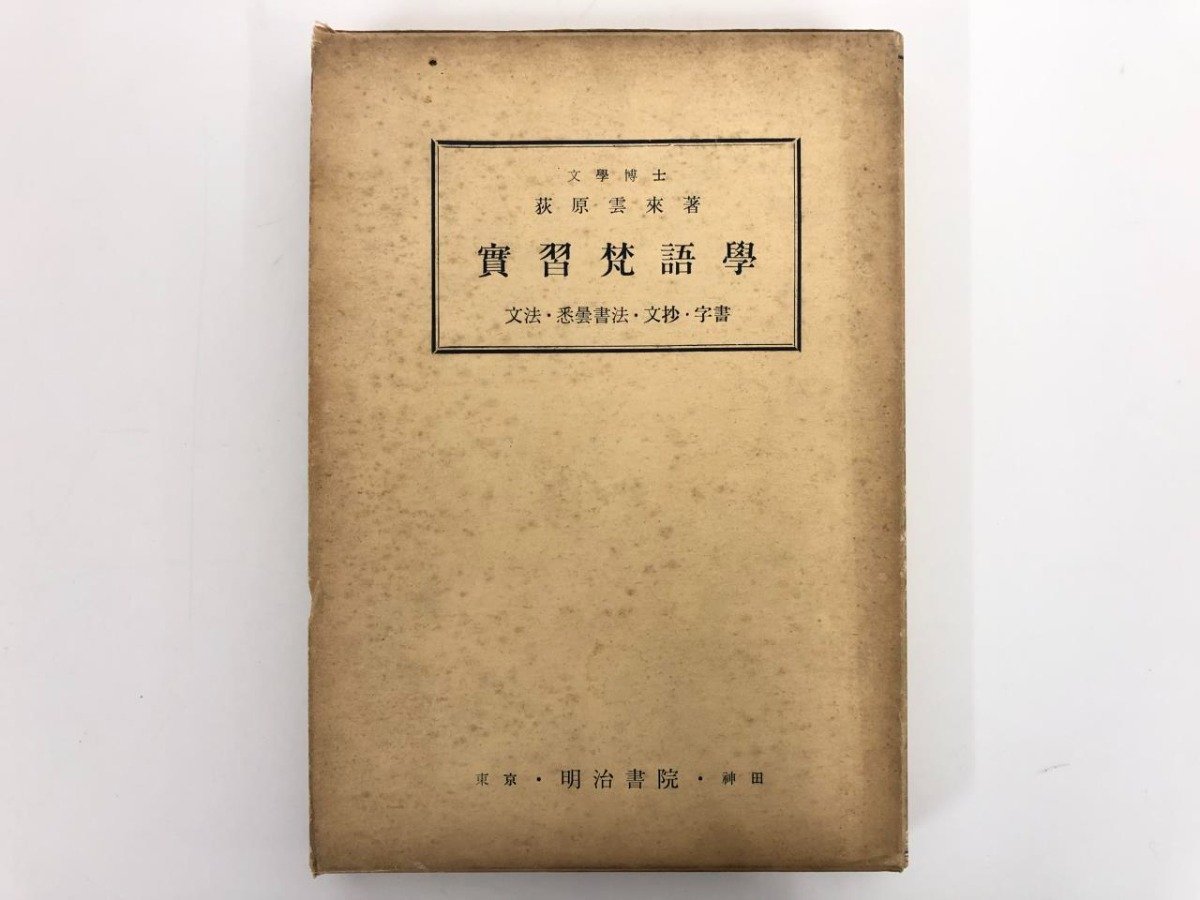 文學博士
荻原雲來著
實習梵語學
文法・悉曇書法・文抄・字書
東京・明治書院・神田